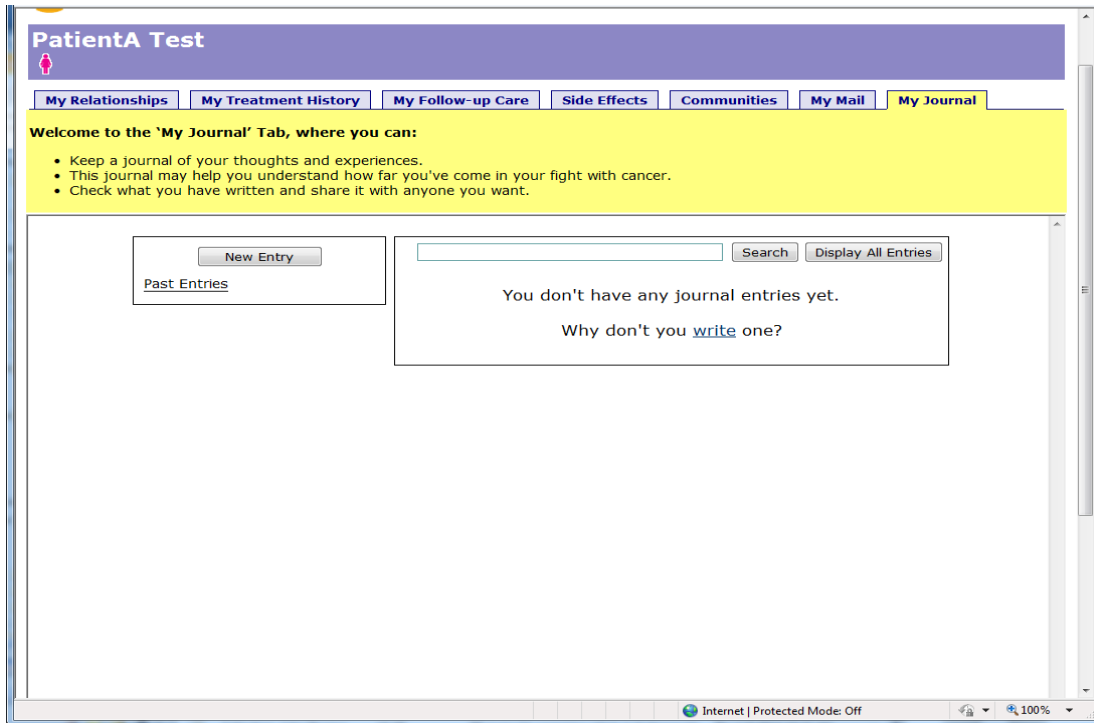 PatientA Test
My Relationships My Treatment History My Follow-up Care Side Effects Communities My Mail My Journal
Welcome to the ‘My Journal’ Tab, where you can:
• Keep a journal of your thoughts and experiences.
• This journal may help you understand how far you've come in your fight with cancer.
• Check what you have written and share it with anyone you want.
New Entry
Past Entries
Search Display All Entries
You don't have any journal entries yet.
Why don't you write one?
Internet | Protected Mode: Off 100%